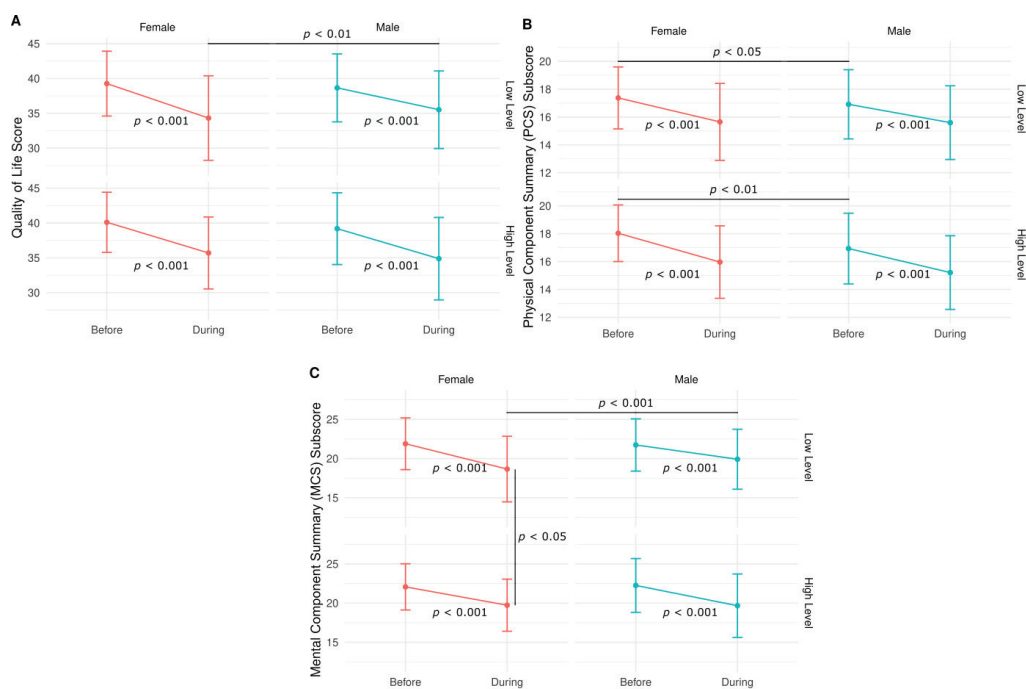 A
Female
Male
p < 0.01
Quality of Life Score
45
40
35
30
p < 0.001
p < 0.001
Low Level
45
40
35
30
p < 0.001
p < 0.001
High Level
Before
During
Before
During
B
Female
Male
p < 0.05
Physical Component Summary (PCS) Subscore
20
18
16
14
12
p < 0.001
p < 0.001
Low Level
p < 0.01
20
18
16
14
12
p < 0.001
p < 0.001
High Level
Before
During
Before
During
C
Female
Male
p < 0.001
Mental Component Summary (MCS) Subscore
25
20
15
p < 0.001
p < 0.001
Low Level
p < 0.05
25
20
15
p < 0.001
p < 0.001
High Level
Before
During
Before
During